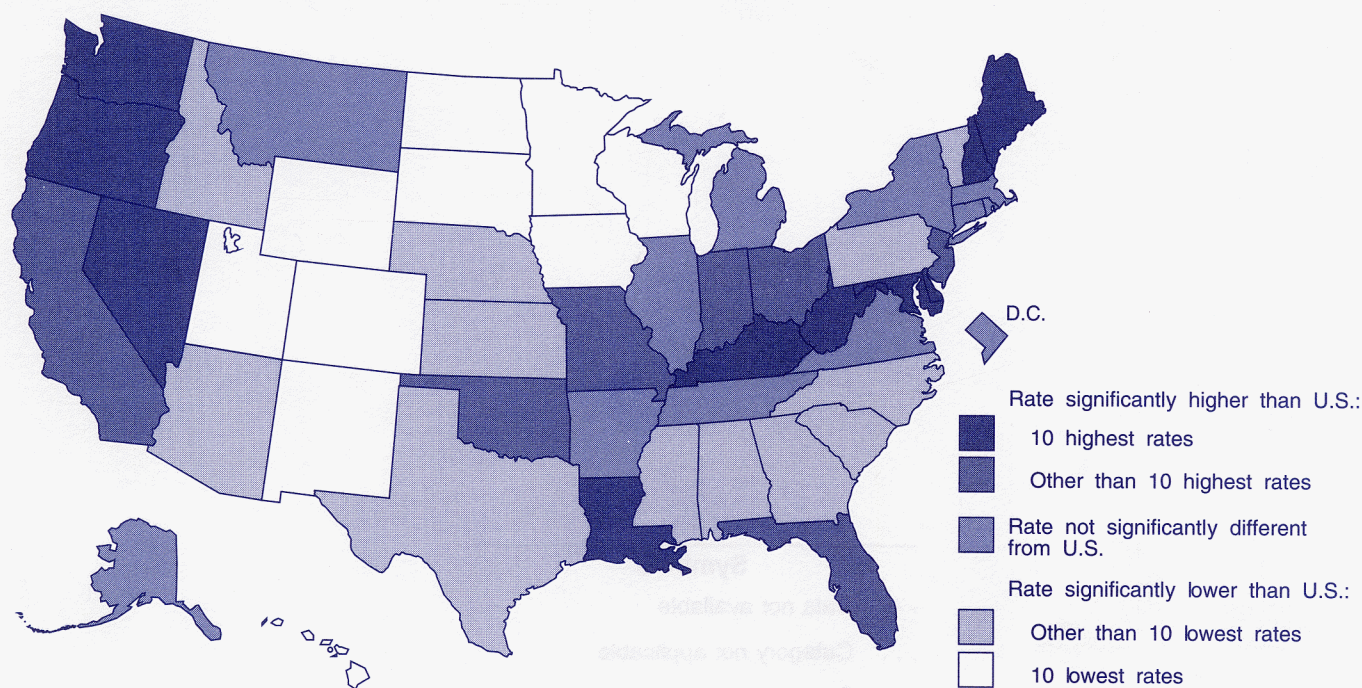 D.C.
Rate significantly higher than U.S.:
10 highest rates
Other than 10 highest rates
Rate not significantly different
from U.S.
Rate significantly lower than U.S.:
Other than 10 lowest rates
10 lowest rates